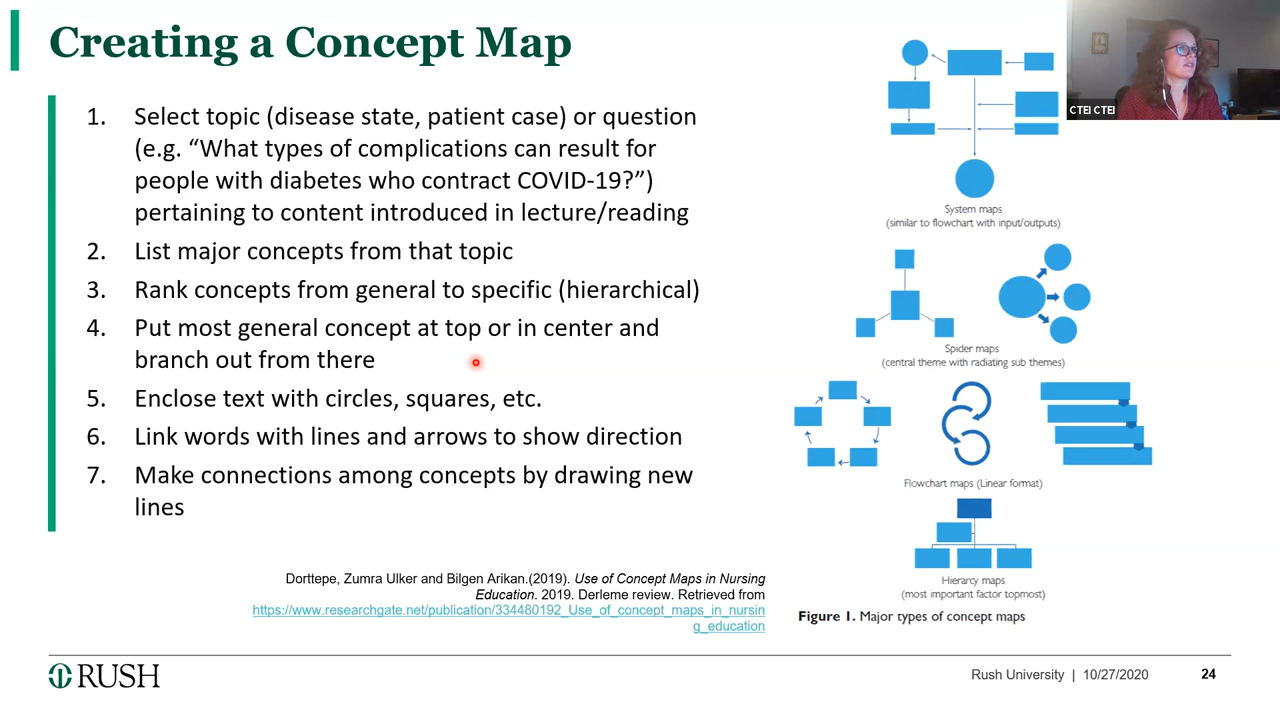 Creating a Concept Map
1. Select topic (disease state, patient case) or question
(e.g. “What types of complications can result for
people with diabetes who contract COVID-19?”)
pertaining to content introduced in lecture/reading
2. List major concepts from that topic
3. Rank concepts from general to specific (hierarchical)
4. Put most general concept at top or in center and
branch out from there
5. Enclose text with circles, squares, etc.
6. Link words with lines and arrows to show direction
7. Make connections among concepts by drawing new
lines
Dorttepe, Zumra Ulker and Bilgen Arikan.(2019). Use of Concept Maps in Nursing
Education. 2019. Derleme review. Retrieved from
https://www.researchgate.net/publication/334480192_Use_of_concept_maps_in_nursin
g_education
CTEI CTEI
System maps
(similar to flowchart with input/outputs)
Spider maps
(central theme with radiating sub themes)
Flowchart maps (Linear format)
Hierarcy maps
(most important factor topmost)
Figure 1. Major types of concept maps
RUSH
Rush University | 10/27/2020
24